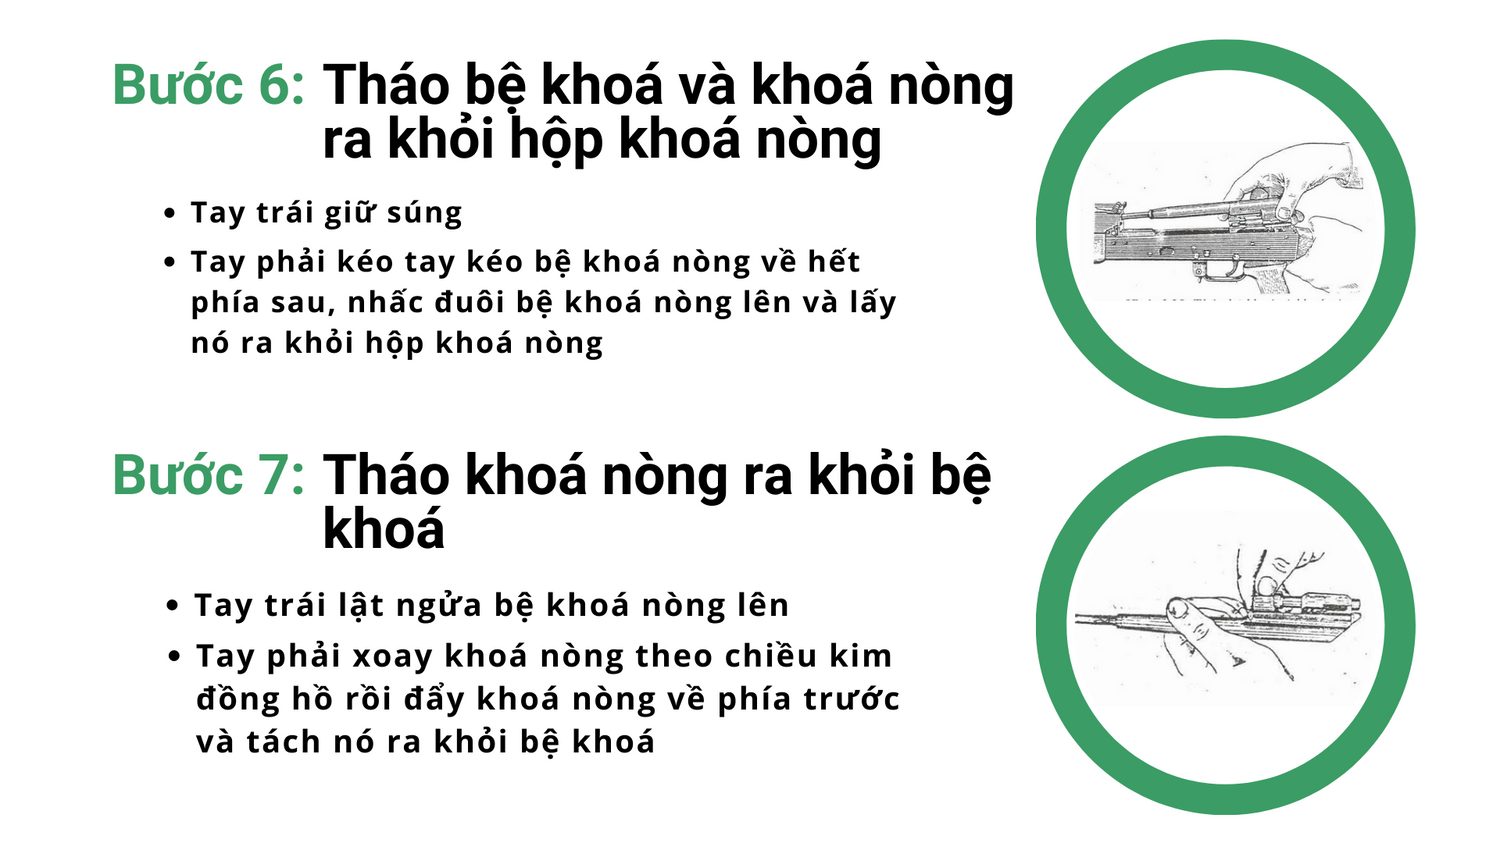 Bước 6: Tháo bệ khoá và khoá nòng
ra khỏi hộp khoá nòng
• Tay trái giữ súng
• Tay phải kéo tay kéo bệ khoá nòng về hết
phía sau, nhấc đuôi bệ khoá nòng lên và lấy
nó ra khỏi hộp khoá nòng
Bước 7: Tháo khoá nòng ra khỏi bệ
khoá
• Tay trái lật ngửa bệ khoá nòng lên
• Tay phải xoay khoá nòng theo chiều kim
đồng hồ rồi đẩy khoá nòng về phía trước
và tách nó ra khỏi bệ khoá